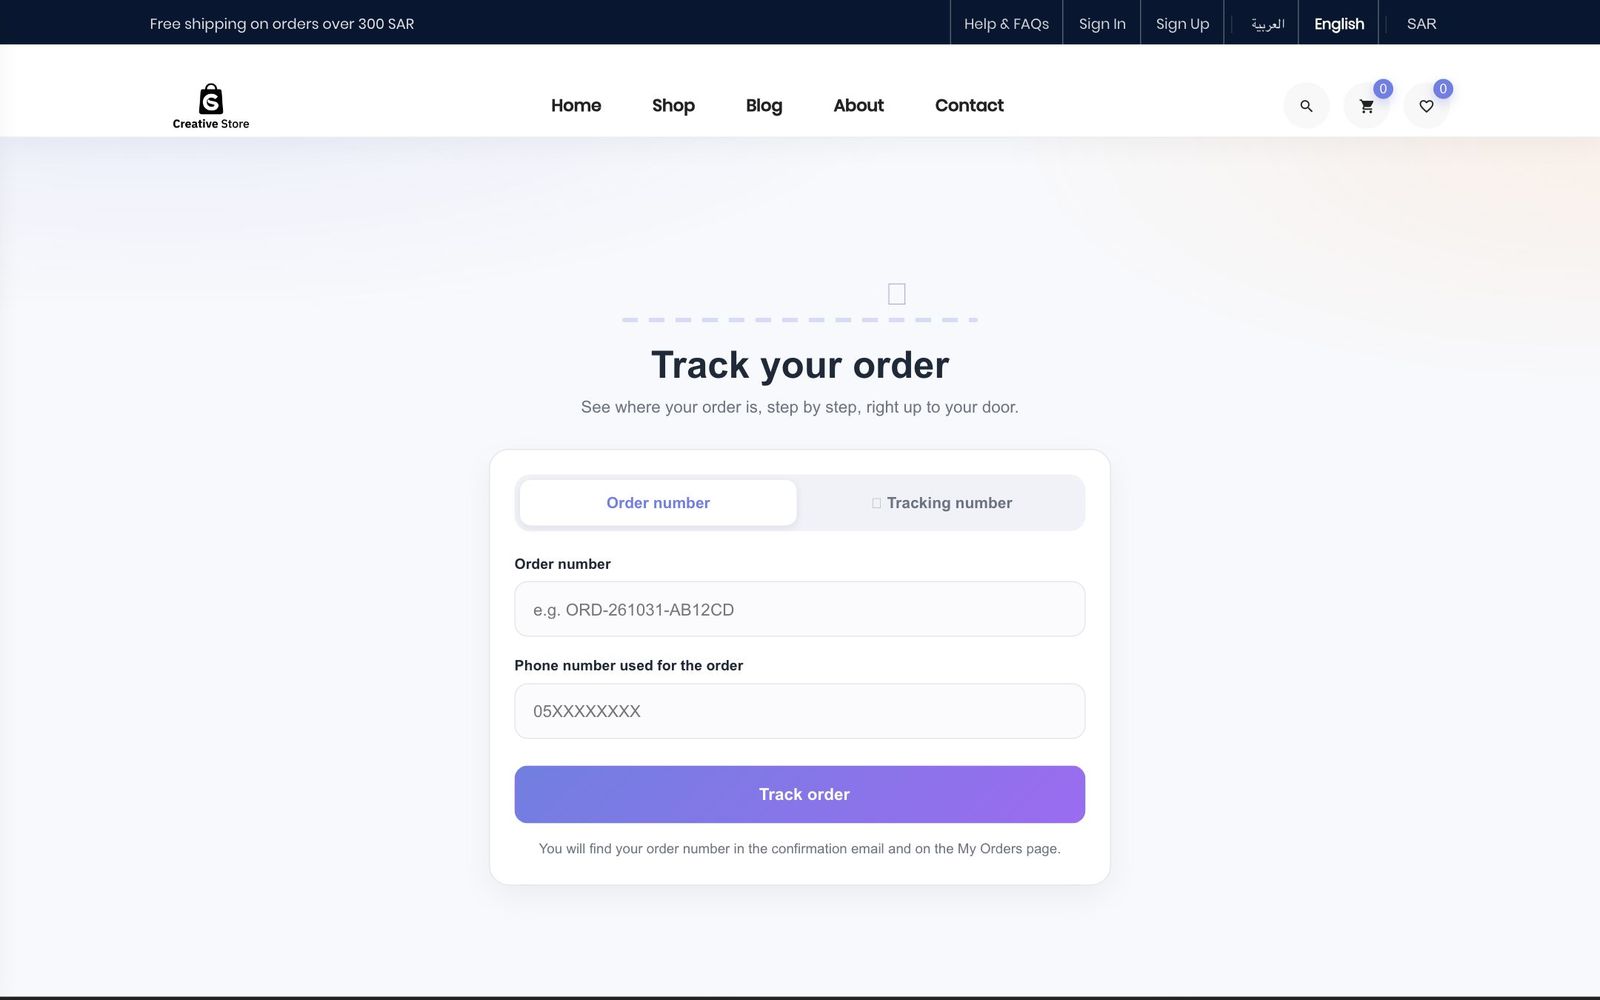 Free shipping on orders over 300 SAR
Help & FAQs
Sign In
Sign Up
العربية
English
SAR
Creative Store
Home
Shop
Blog
About
Contact
0
0
Track your order
See where your order is, step by step, right up to your door.
Order number
Tracking number
Order number
e.g. ORD-261031-AB12CD
Phone number used for the order
05XXXXXXXX
Track order
You will find your order number in the confirmation email and on the My Orders page.